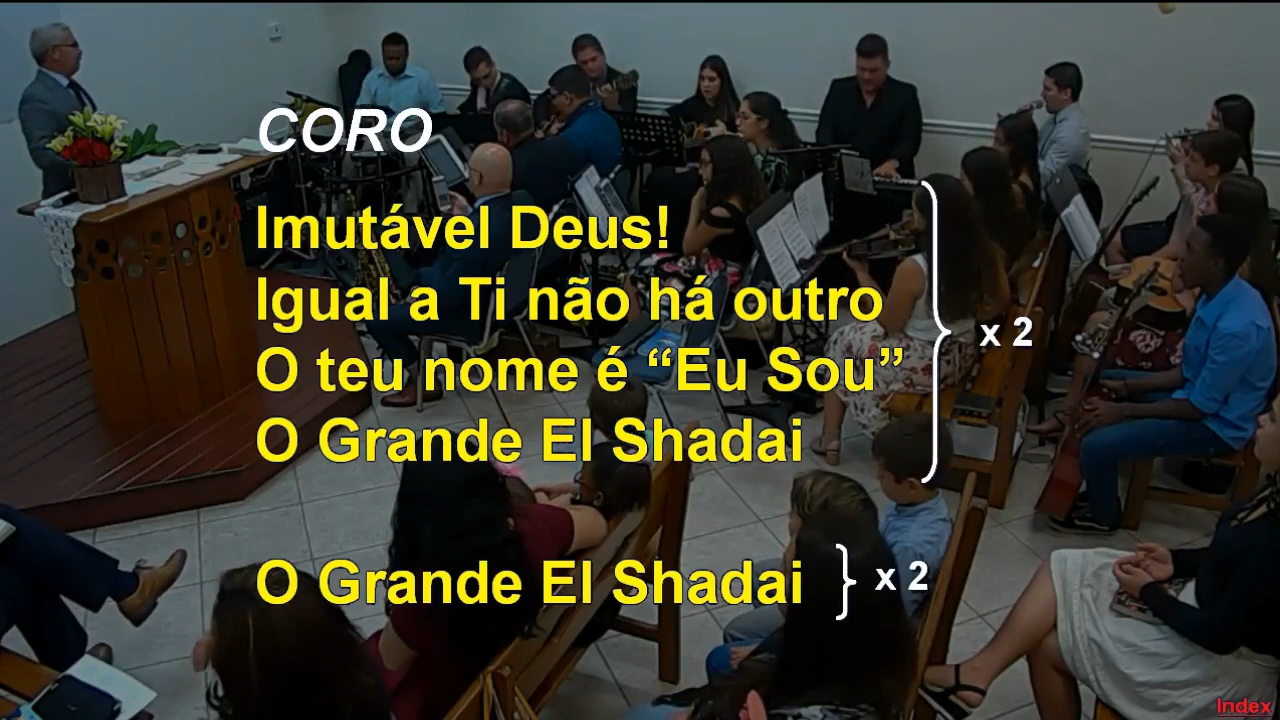 CORO
Imutável Deus!
Igual a Ti não há outro
O teu nome é “Eu Sou”
O Grande El Shadai
x 2
O Grande El Shadai
x 2
Index